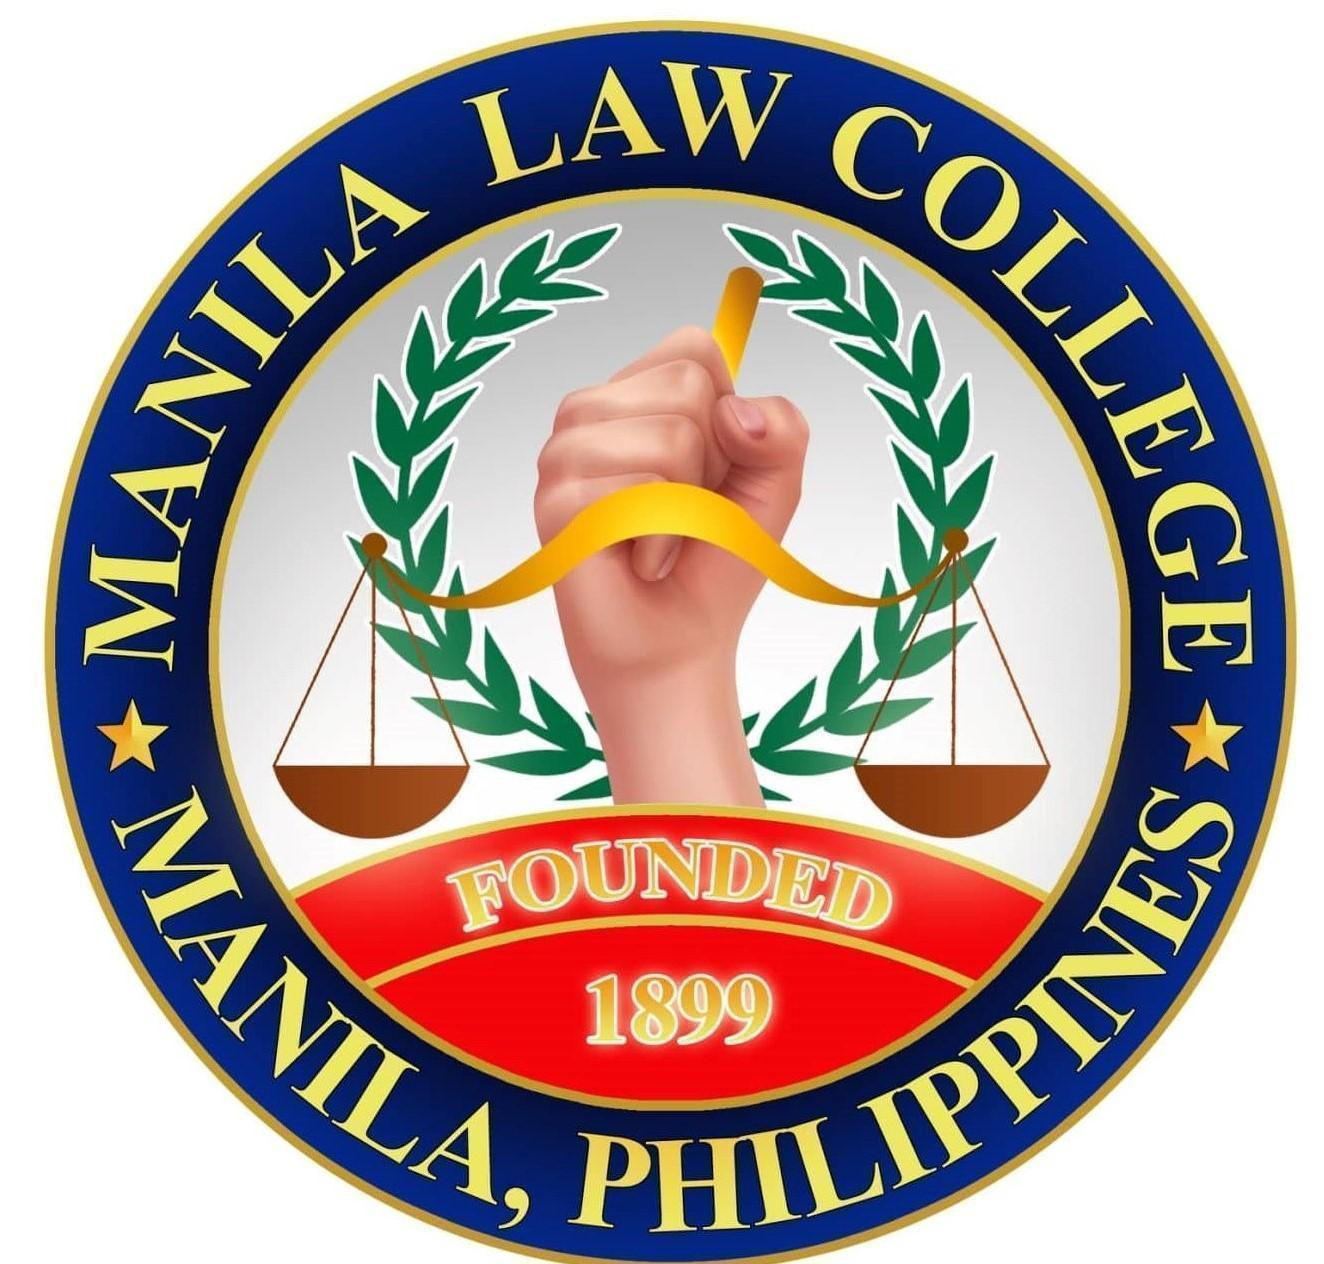 MANILA LAW COLLEGE
FOUNDED
1899
MANILA, PHILIPPINES